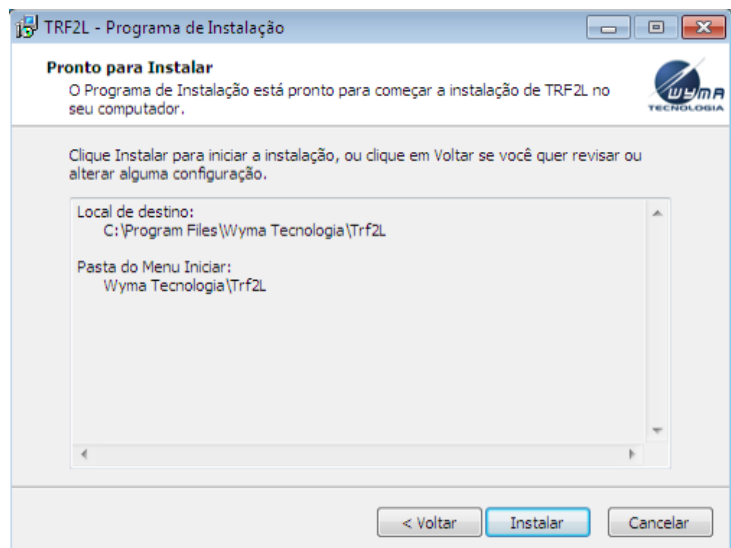 TRF2L - Programa de Instalação
Pronto para Instalar
O Programa de Instalação está pronto para começar a instalação de TRF2L no
seu computador.
WYMA
TECNOLOGIA
Clique Instalar para iniciar a instalação, ou clique em Voltar se você quer revisar ou
alterar alguma configuração.
Local de destino:
C:\Program Files\Wyma Tecnologia\Trf2L
Pasta do Menu Iniciar:
Wyma Tecnologia\Trf2L
< Voltar
Instalar
Cancelar